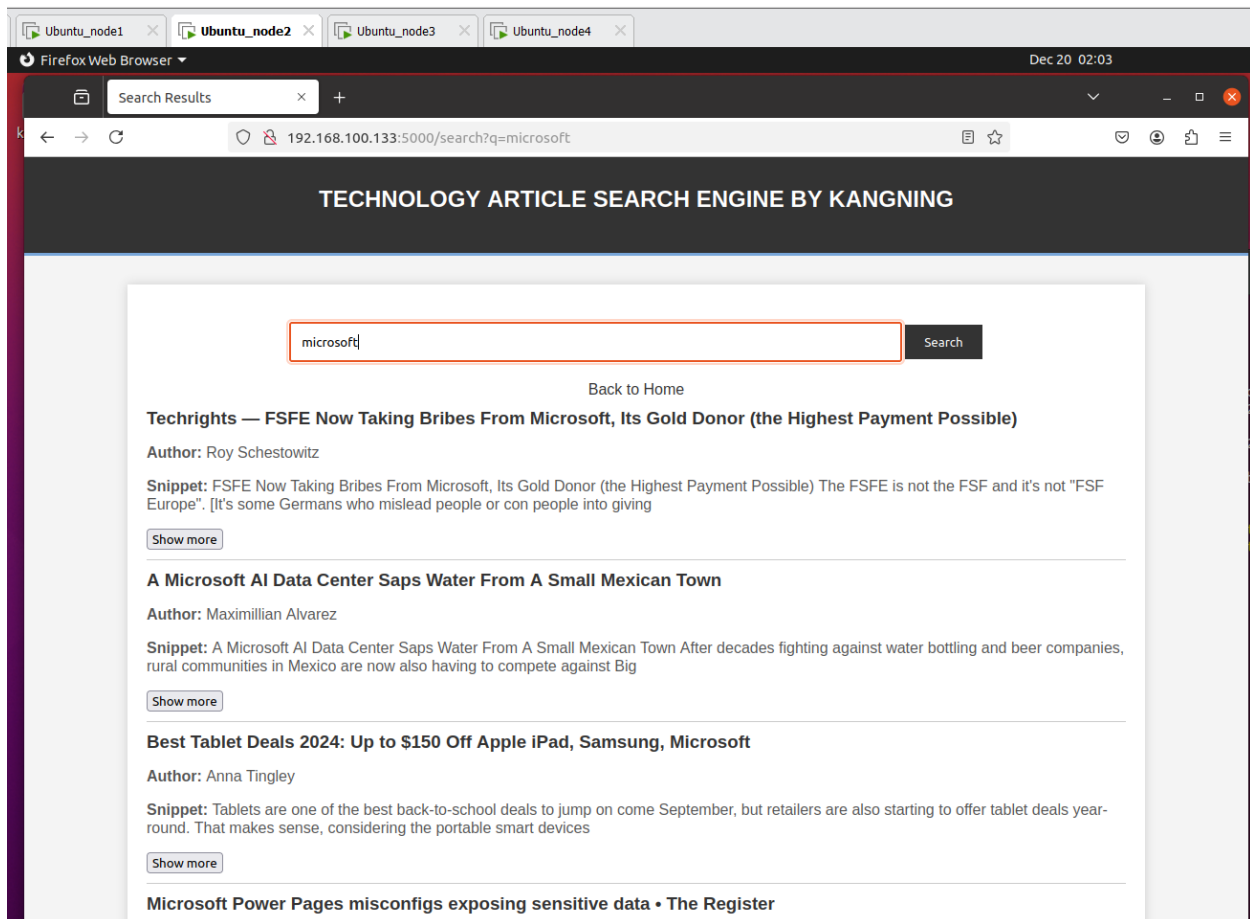 Ubuntu_node1
Ubuntu_node2
Ubuntu_node3
Ubuntu_node4
Firefox Web Browser
Dec 20 02:03
Search Results
192.168.100.133:5000/search?q=microsoft
TECHNOLOGY ARTICLE SEARCH ENGINE BY KANGNING
microsoft
Search
Back to Home
Techrights — FSFE Now Taking Bribes From Microsoft, Its Gold Donor (the Highest Payment Possible)
Author: Roy Schestowitz
Snippet: FSFE Now Taking Bribes From Microsoft, Its Gold Donor (the Highest Payment Possible) The FSFE is not the FSF and it's not "FSF
Europe". [It's some Germans who mislead people or con people into giving
Show more
A Microsoft AI Data Center Saps Water From A Small Mexican Town
Author: Maximillian Alvarez
Snippet: A Microsoft AI Data Center Saps Water From A Small Mexican Town After decades fighting against water bottling and beer companies,
rural communities in Mexico are now also having to compete against Big
Show more
Best Tablet Deals 2024: Up to $150 Off Apple iPad, Samsung, Microsoft
Author: Anna Tingley
Snippet: Tablets are one of the best back-to-school deals to jump on come September, but retailers are also starting to offer tablet deals year-
round. That makes sense, considering the portable smart devices
Show more
Microsoft Power Pages misconfigs exposing sensitive data • The Register